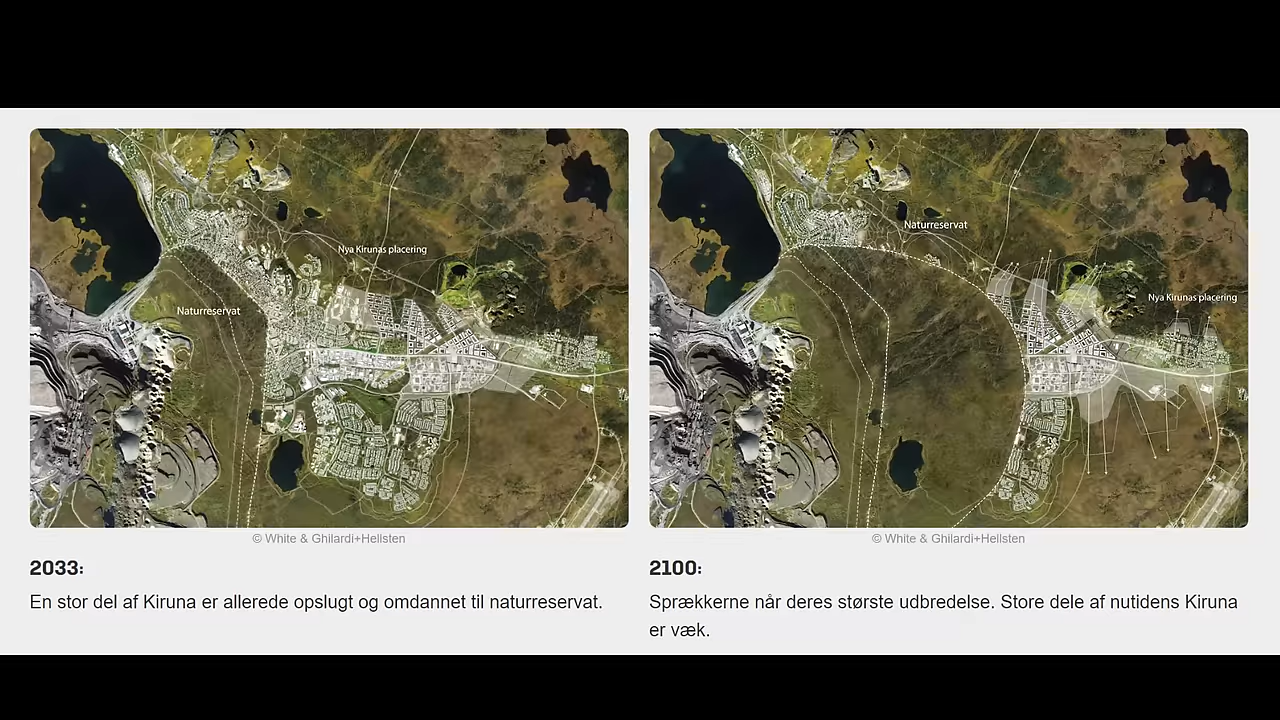 Nya Kirunas placering
Naturreservat
© White & Ghilardi+Hellsten
2033:
En stor del af Kiruna er allerede opslugt og omdannet til naturreservat.
Naturreservat
Nya Kirunas placering
© White & Ghilardi+Hellsten
2100:
Sprækkerne når deres største udbredelse. Store dele af nutidens Kiruna
er væk.